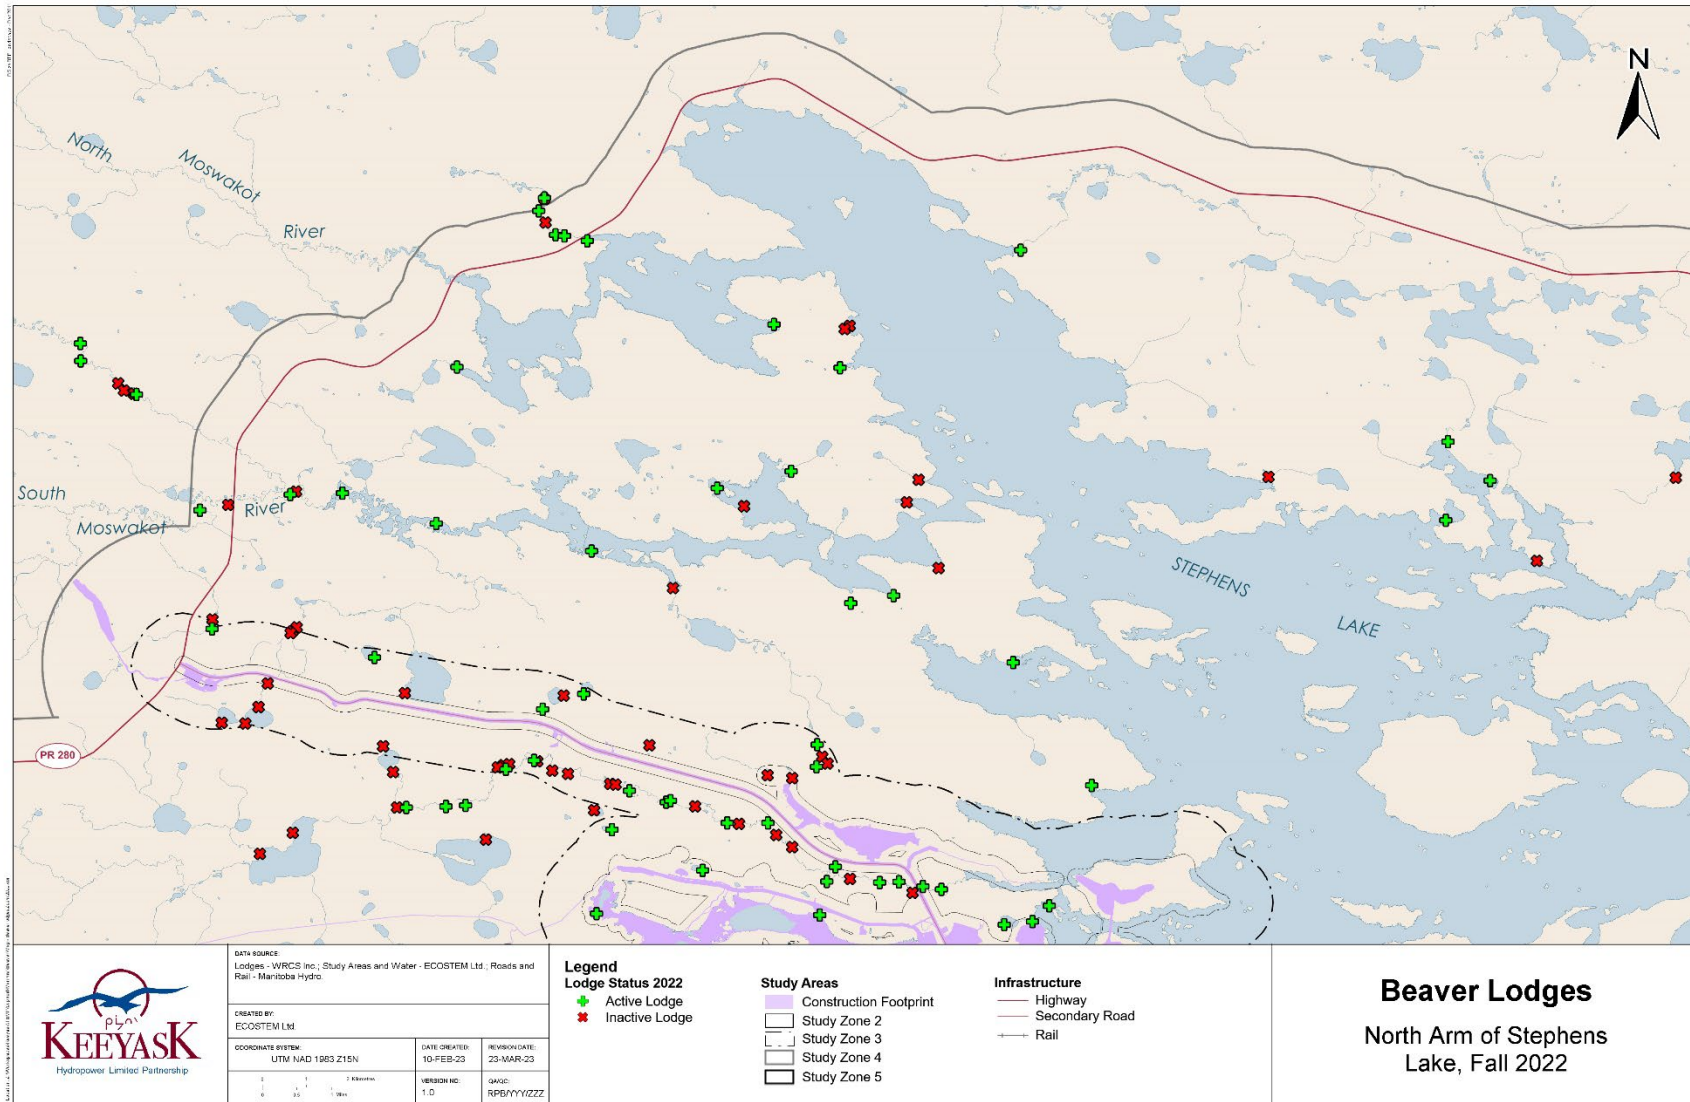 N
North
Moswakot
River
South
Moswakot
River
STEPHENS
LAKE
PR 280
KEEYASK
Hydropower Limited Partnership
DATA SOURCE:
Lodges - WRCS Inc.; Study Areas and Water - ECOSTEM Ltd.; Roads and
Rail - Manitoba Hydro.
CREATED BY:
ECOSTEM Ltd.
COORDINATE SYSTEM:
UTM NAD 1983 Z15N
DATE CREATED:
10-FEB-23
REVISION DATE:
23-MAR-23
VERSION NO:
1.0
QA/QC:
RPB/YYY/ZZZ
Legend
Lodge Status 2022
Active Lodge
Inactive Lodge
Study Areas
Construction Footprint
Study Zone 2
Study Zone 3
Study Zone 4
Study Zone 5
Infrastructure
Highway
Secondary Road
Rail
Beaver Lodges
North Arm of Stephens
Lake, Fall 2022